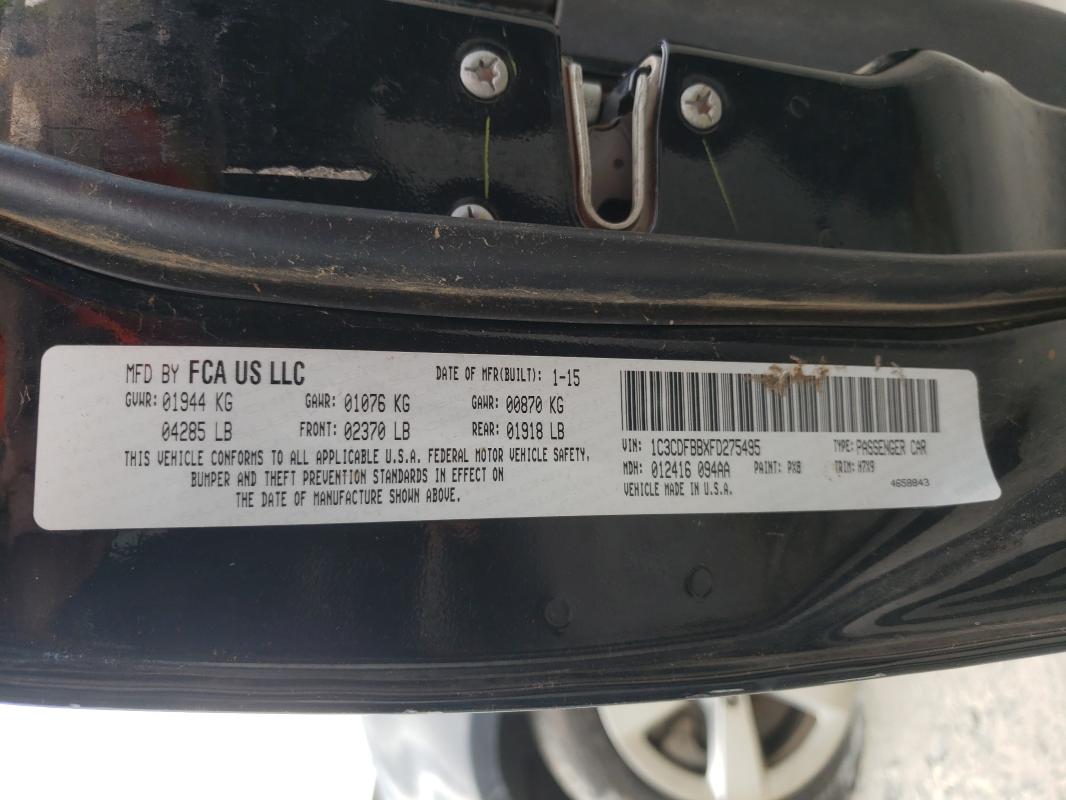 MFD BY FCA US LLC DATE OF MFR(BUILT): 1-15
GVWR: 01944 KG GAWR: 01076 KG GAWR: 00870 KG
04285 LB FRONT: 02370 LB REAR: 01918 LB
THIS VEHICLE CONFORMS TO ALL APPLICABLE U.S.A. FEDERAL MOTOR VEHICLE SAFETY,
BUMPER AND THEFT PREVENTION STANDARDS IN EFFECT ON
THE DATE OF MANUFACTURE SHOWN ABOVE.
VIN: 1C3CDFBBXFD275495 TYPE: PASSENGER CAR
MDH: 012416 094AA PAINT: PX8 TRIM: H7X9
VEHICLE MADE IN U.S.A. 4658843